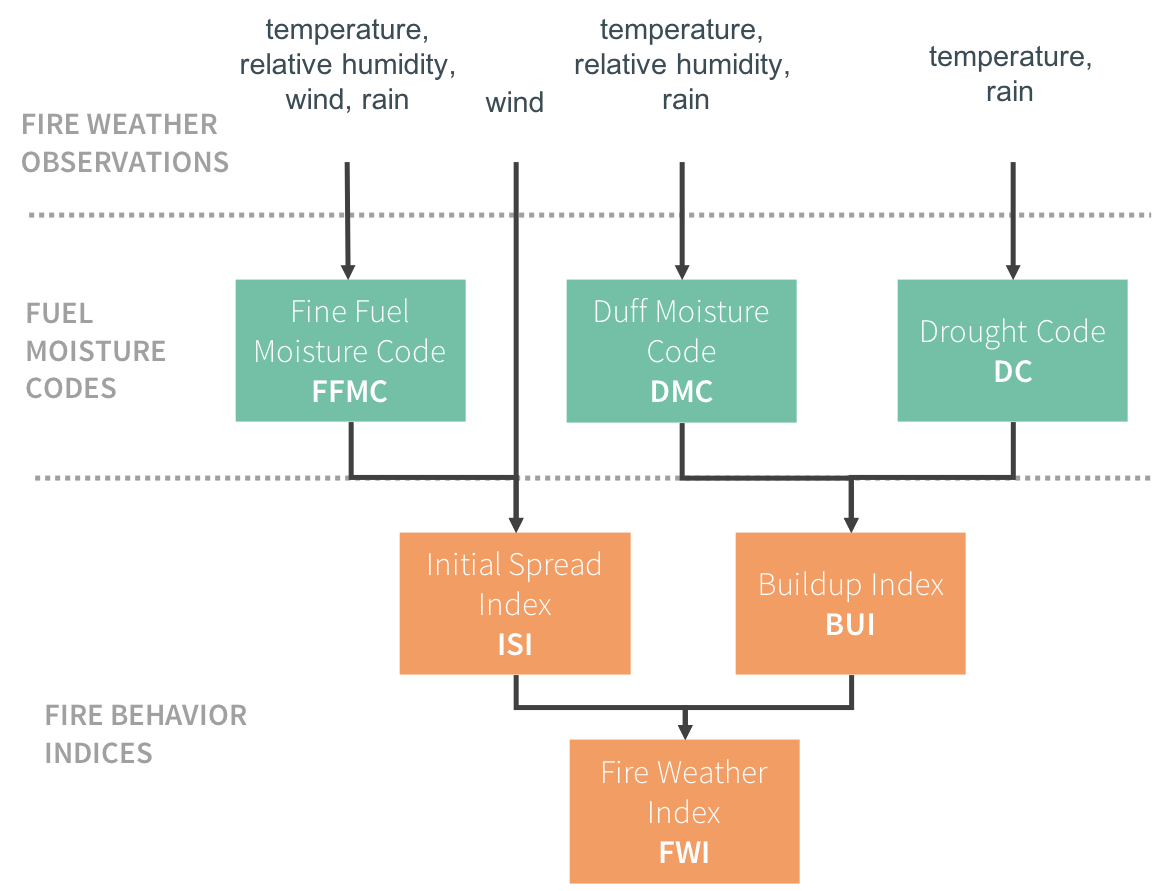 temperature,
relative humidity,
wind, rain
wind
temperature,
relative humidity,
rain
temperature,
rain
FIRE WEATHER
OBSERVATIONS
FUEL
MOISTURE
CODES
Fine Fuel
Moisture Code
FFMC
Duff Moisture
Code
DMC
Drought Code
DC
Initial Spread
Index
ISI
Buildup Index
BUI
FIRE BEHAVIOR
INDICES
Fire Weather
Index
FWI